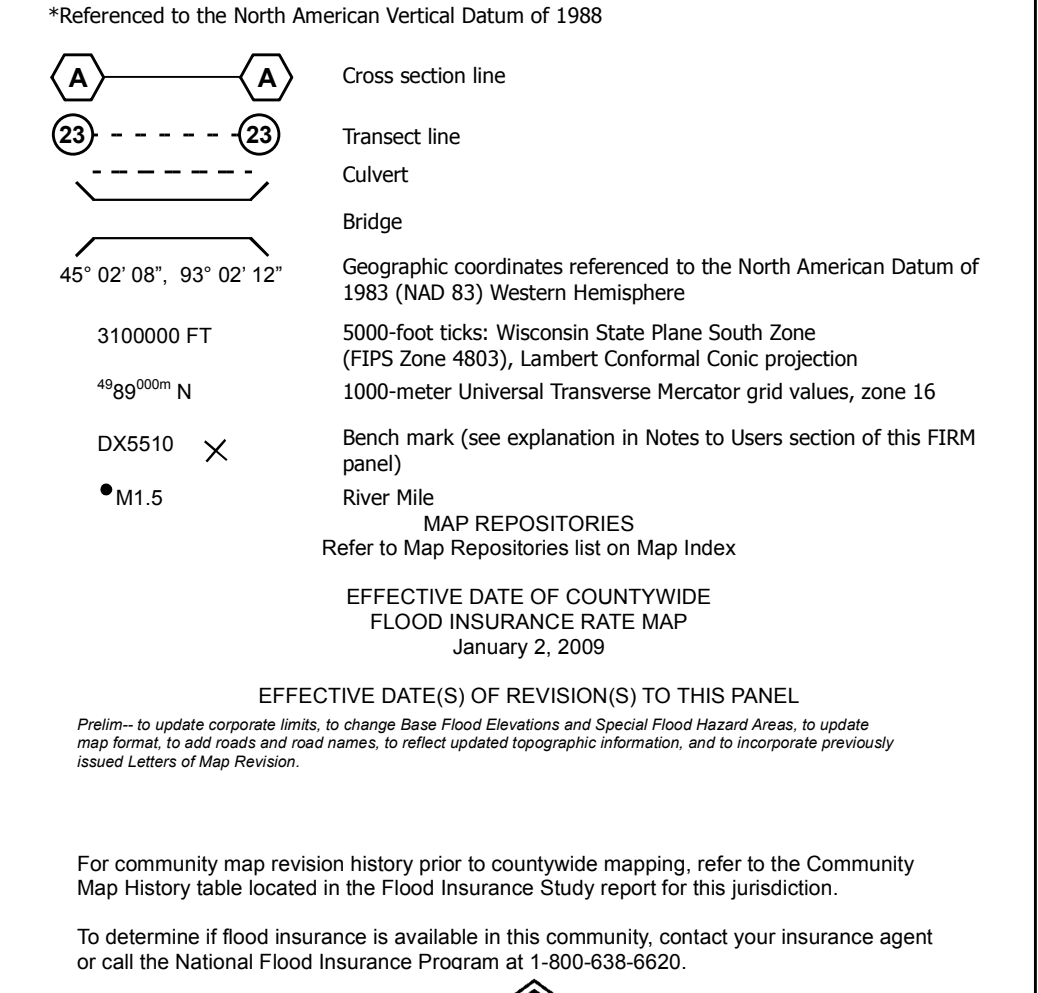 *Referenced to the North American Vertical Datum of 1988
A A Cross section line
23 23 Transect line
Culvert
Bridge
45° 02’ 08”, 93° 02’ 12” Geographic coordinates referenced to the North American Datum of
1983 (NAD 83) Western Hemisphere
3100000 FT 5000-foot ticks: Wisconsin State Plane South Zone
(FIPS Zone 4803), Lambert Conformal Conic projection
4989000m N 1000-meter Universal Transverse Mercator grid values, zone 16
DX5510 Bench mark (see explanation in Notes to Users section of this FIRM
panel)
M1.5 River Mile
MAP REPOSITORIES
Refer to Map Repositories list on Map Index
EFFECTIVE DATE OF COUNTYWIDE
FLOOD INSURANCE RATE MAP
January 2, 2009
EFFECTIVE DATE(S) OF REVISION(S) TO THIS PANEL
Prelim-- to update corporate limits, to change Base Flood Elevations and Special Flood Hazard Areas, to update
map format, to add roads and road names, to reflect updated topographic information, and to incorporate previously
issued Letters of Map Revision.
For community map revision history prior to countywide mapping, refer to the Community
Map History table located in the Flood Insurance Study report for this jurisdiction.
To determine if flood insurance is available in this community, contact your insurance agent
or call the National Flood Insurance Program at 1-800-638-6620.